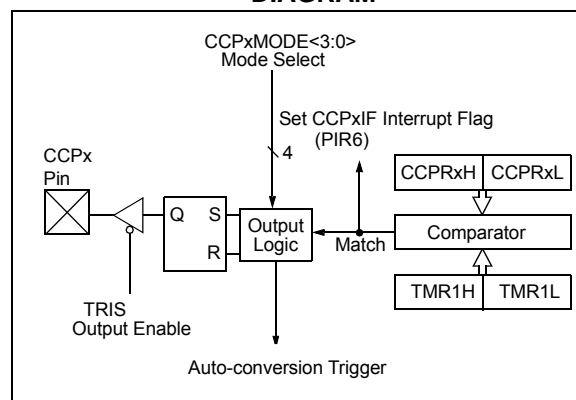 DIAGRAM
CCPxMODE<3:0>
Mode Select
Set CCPxIF Interrupt Flag
(PIR6)
4
CCPx
Pin
CCPRxH
CCPRxL
Q
S
R
Output
Logic
Match
Comparator
TMR1H
TMR1L
TRIS
Output Enable
Auto-conversion Trigger